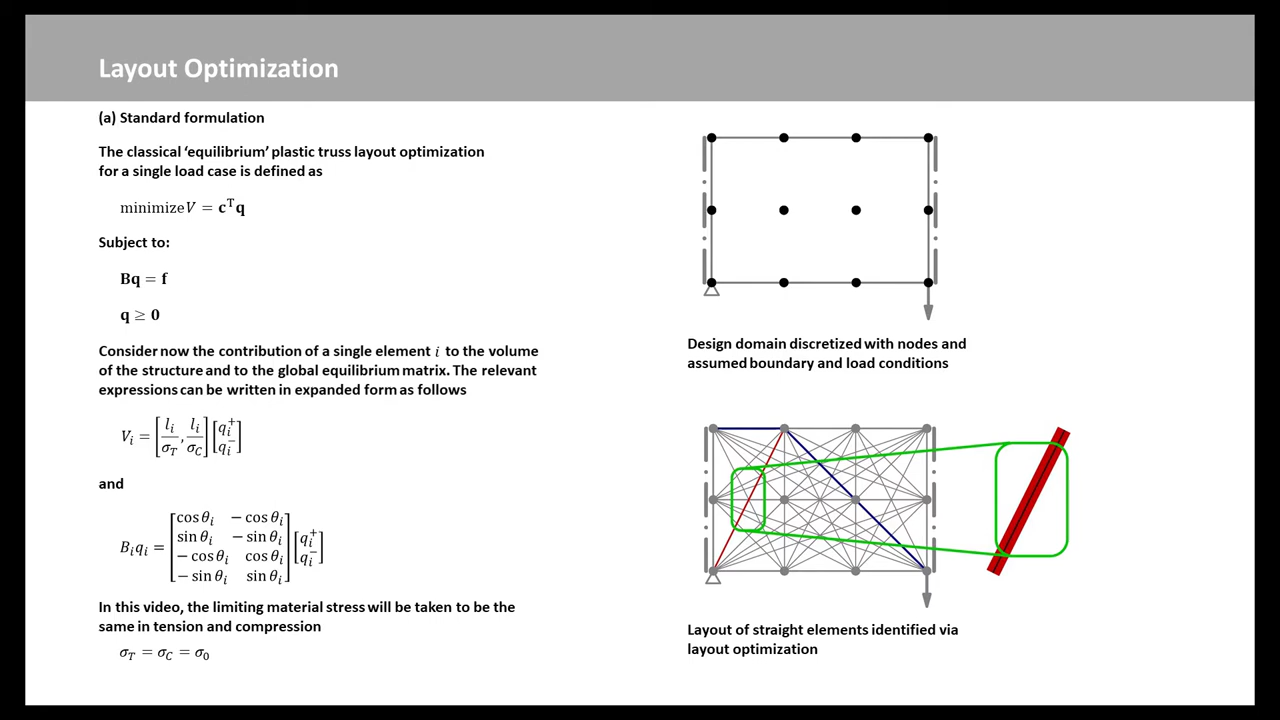 Layout Optimization
(a) Standard formulation
The classical ‘equilibrium’ plastic truss layout optimization
for a single load case is defined as
minimize V = cᵀq
Subject to:
Bq = f
q ≥ 0
Consider now the contribution of a single element i to the volume
of the structure and to the global equilibrium matrix. The relevant
expressions can be written in expanded form as follows
Vᵢ = [lᵢ/σ_T , lᵢ/σ_C] [qᵢ⁺ qᵢ⁻]
and
Bᵢqᵢ = [cos θᵢ − cos θᵢ
sin θᵢ − sin θᵢ
− cos θᵢ cos θᵢ
− sin θᵢ sin θᵢ] [qᵢ⁺ qᵢ⁻]
In this video, the limiting material stress will be taken to be the
same in tension and compression
σ_T = σ_C = σ₀
Design domain discretized with nodes and
assumed boundary and load conditions
Layout of straight elements identified via
layout optimization